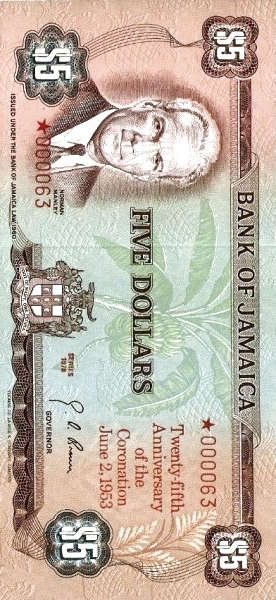 $5
$5
BANK OF JAMAICA
ISSUED UNDER THE BANK OF JAMAICA LAW 1960
★000063
NORMAN
MANLEY
FIVE DOLLARS
SERIES
1978
GOVERNOR
★000063
Twenty-fifth
Anniversary
of the
Coronation
June 2, 1953
$5
$5